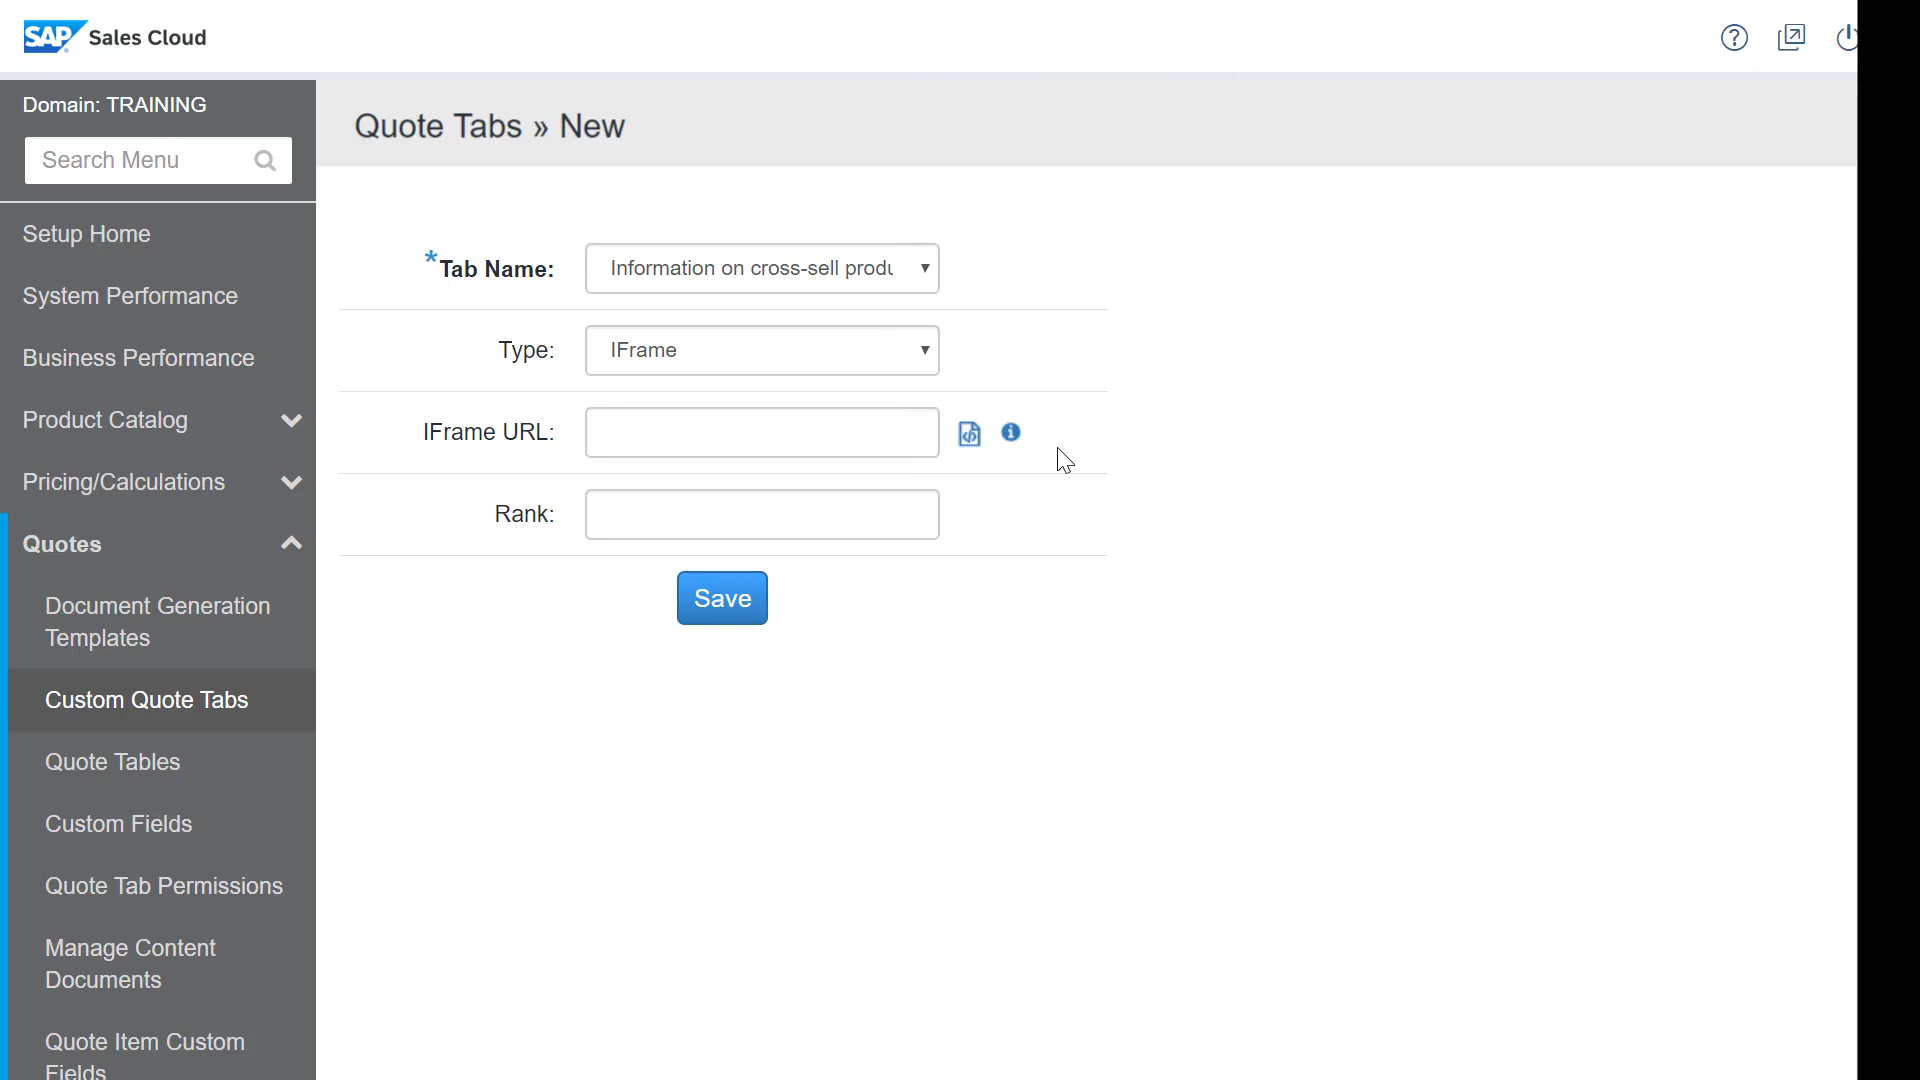 SAP Sales Cloud
Domain: TRAINING
Search Menu
Setup Home
System Performance
Business Performance
Product Catalog
Pricing/Calculations
Quotes
Document Generation
Templates
Custom Quote Tabs
Quote Tables
Custom Fields
Quote Tab Permissions
Manage Content
Documents
Quote Item Custom
Fields
Quote Tabs » New
*Tab Name:
Information on cross-sell produ
Type:
IFrame
IFrame URL:
Rank:
Save